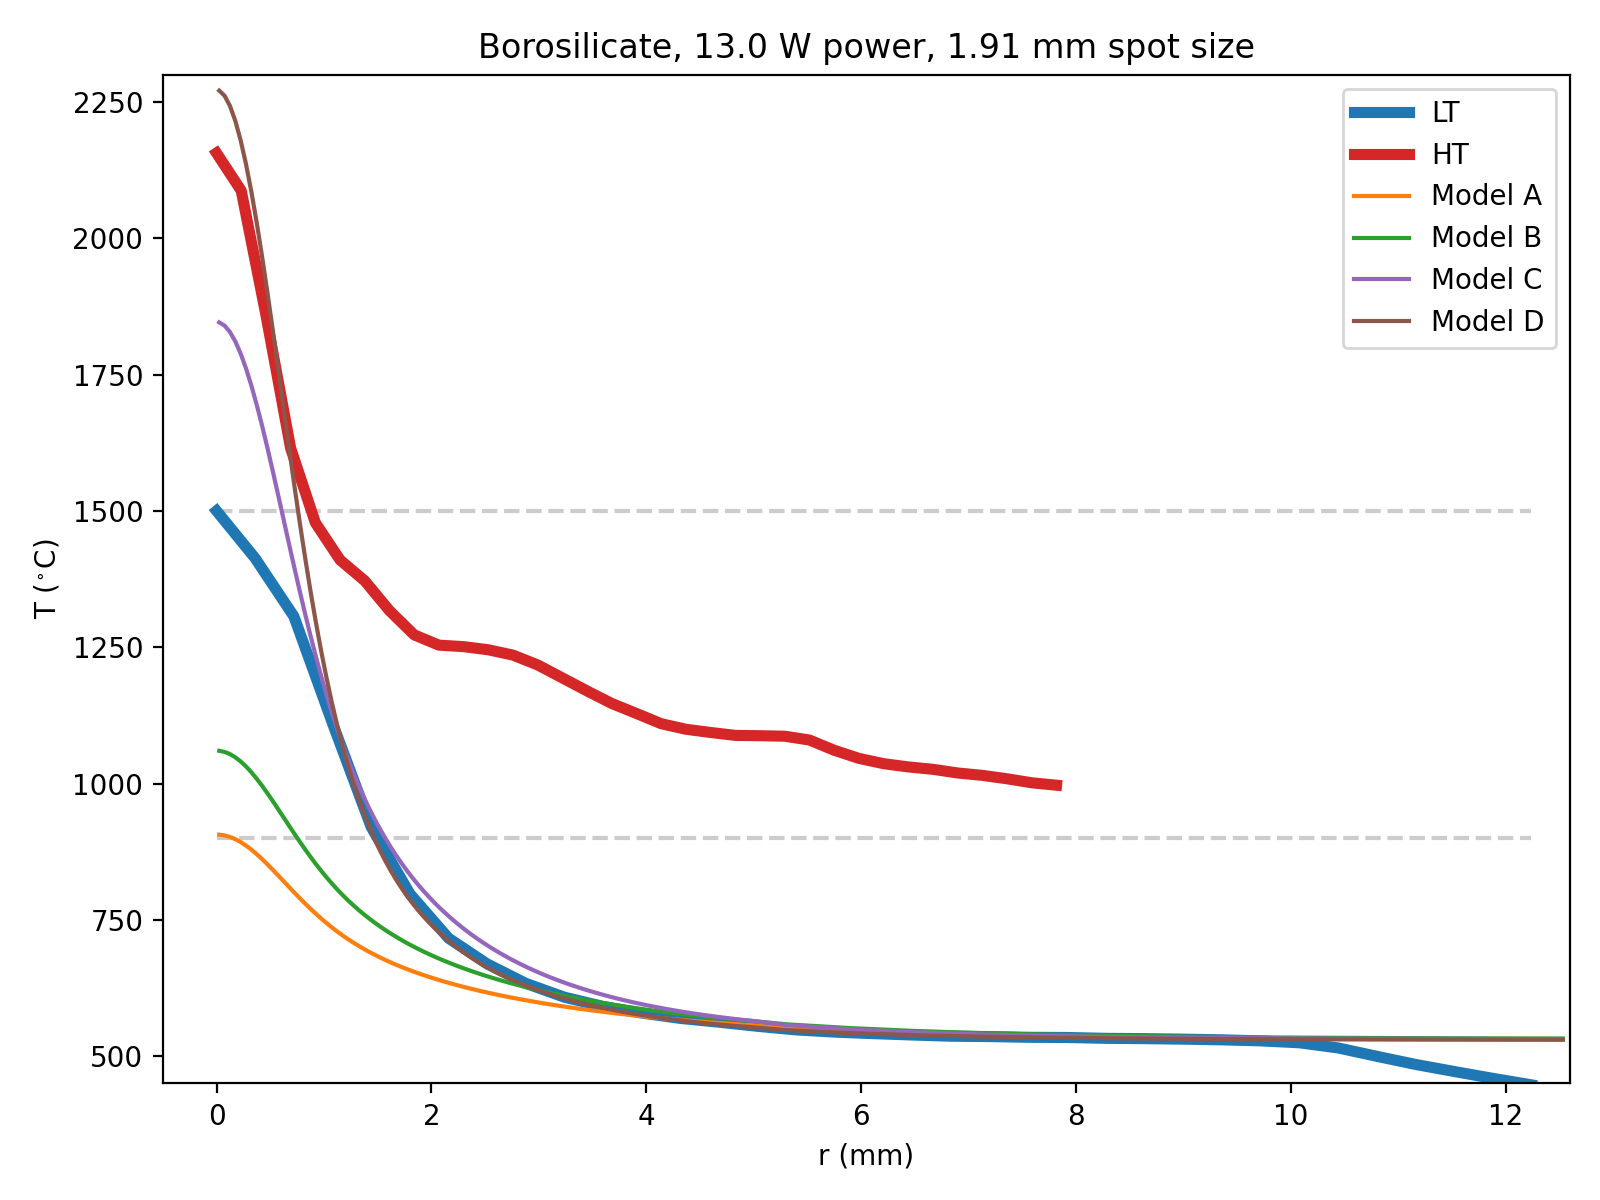 Borosilicate, 13.0 W power, 1.91 mm spot size
LT
HT
Model A
Model B
Model C
Model D
2250
2000
1750
1500
1250
1000
750
500
T (°C)
0 2 4 6 8 10 12
r (mm)